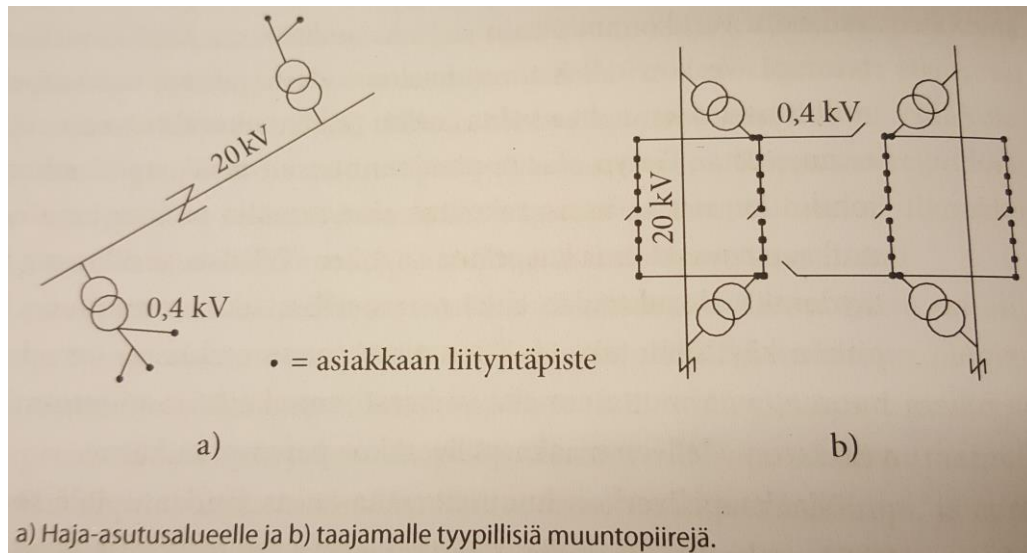 20 kV
0,4 kV
• = asiakkaan liityntäpiste
a)
0,4 kV
20 kV
b)
a) Haja-asutusalueelle ja b) taajamalle tyypillisiä muuntopiirejä.